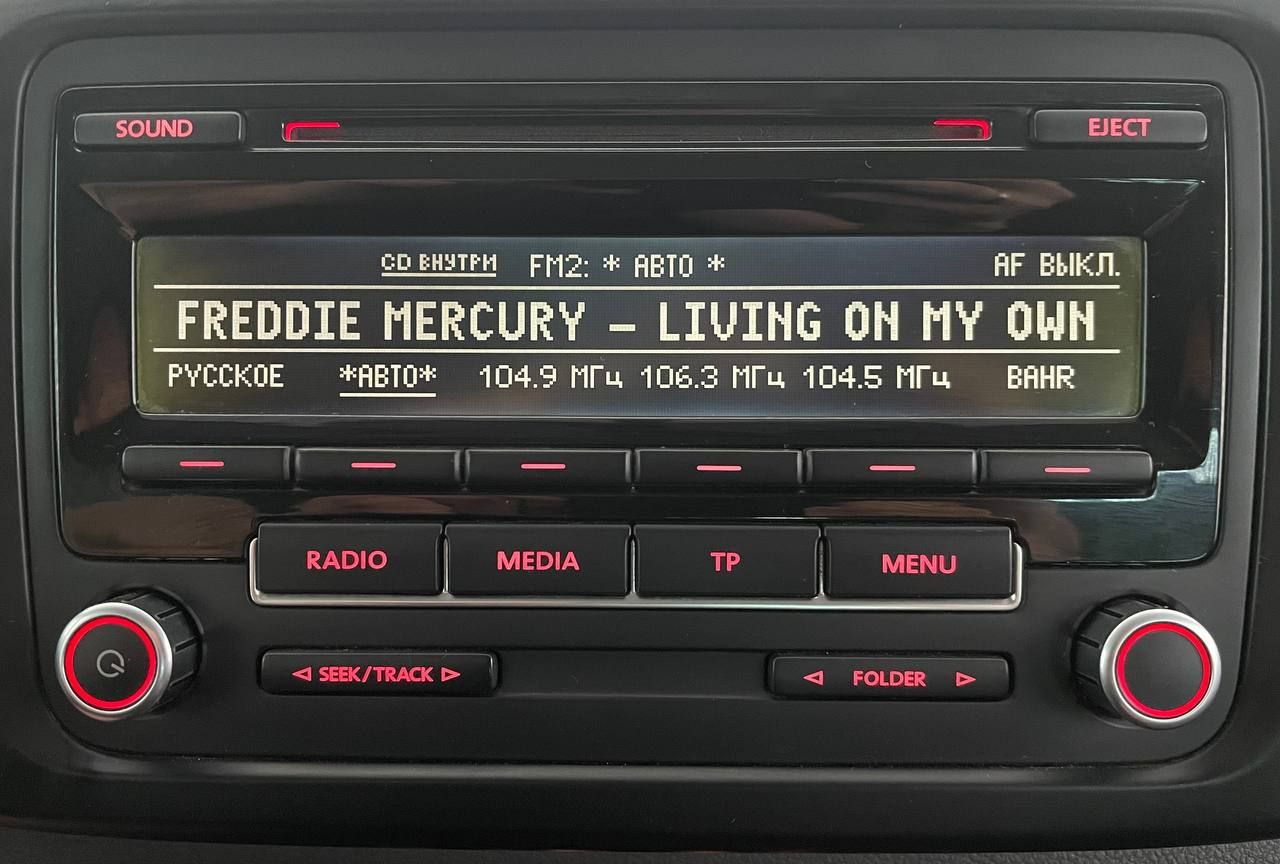 SOUND EJECT
CD ВНУТРИ FM2: * АВТО * AF ВЫКЛ.
FREDDIE MERCURY – LIVING ON MY OWN
РУССКОЕ *АВТО* 104.9 МГц 106.3 МГц 104.5 МГц BAHR
RADIO MEDIA TP MENU
SEEK/TRACK FOLDER